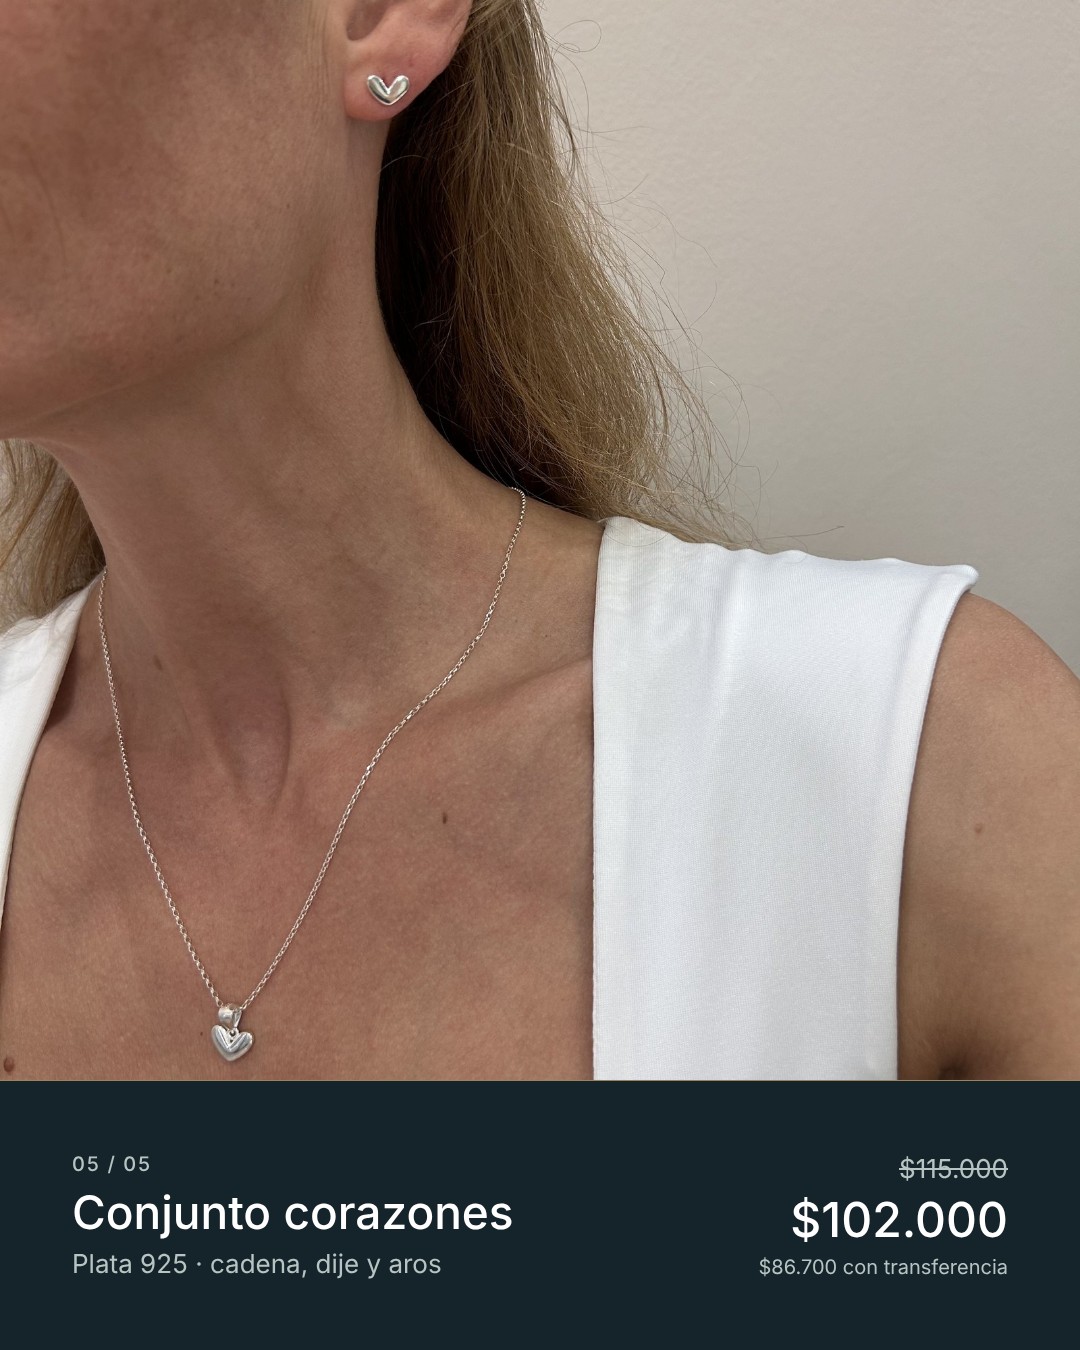 05 / 05
Conjunto corazones
Plata 925 · cadena, dije y aros
$115.000
$102.000
$86.700 con transferencia